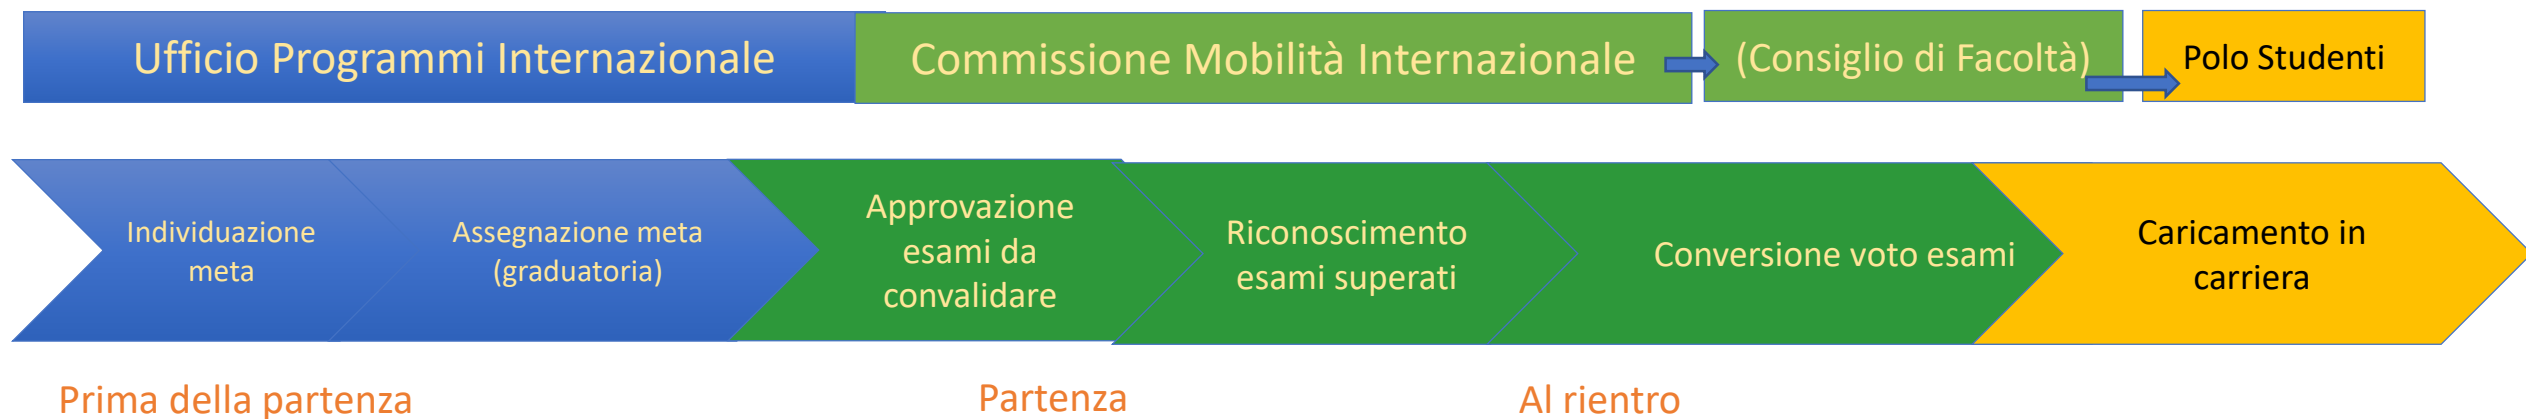 Ufficio Programmi Internazionale
Commissione Mobilità Internazionale
(Consiglio di Facoltà)
Polo Studenti
Individuazione
meta
Assegnazione meta
(graduatoria)
Approvazione
esami da
convalidare
Riconoscimento
esami superati
Conversione voto esami
Caricamento in
carriera
Prima della partenza
Partenza
Al rientro